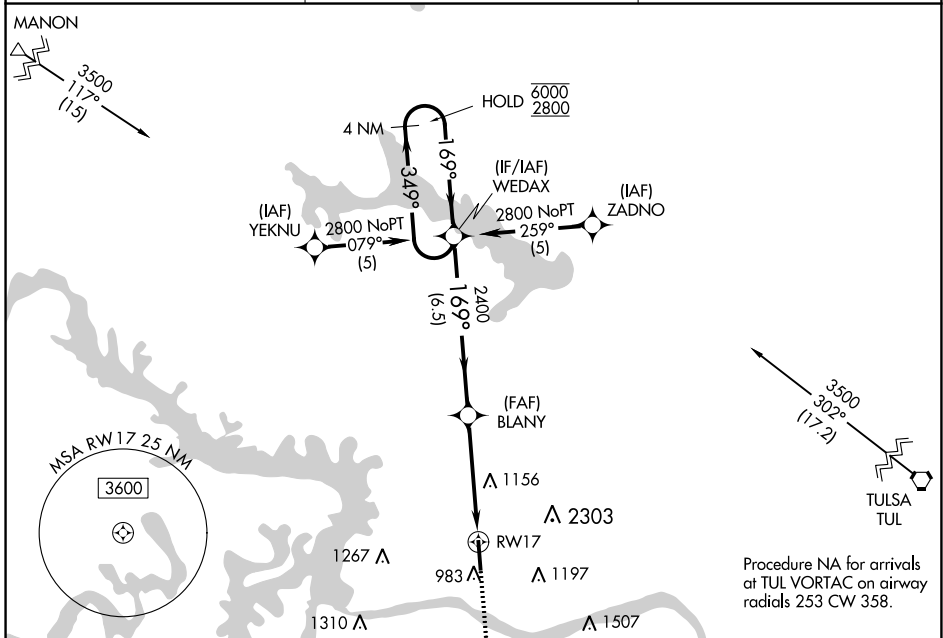 MANON
3500
117°
(15)
HOLD 6000
2800
4 NM
169°
349°
(IF/IAF)
WEDAX
(IAF)
YEKNU
2800 NoPT
079°
(5)
(IAF)
ZADNO
2800 NoPT
259°
(5)
2400
169°
(6.5)
(FAF)
BLANY
3500
302°
(17.2)
TULSA
TUL
MSA RW17 25 NM
3600
1156
2303
RW17
1267
983
1197
1310
1507
Procedure NA for arrivals
at TUL VORTAC on airway
radials 253 CW 358.